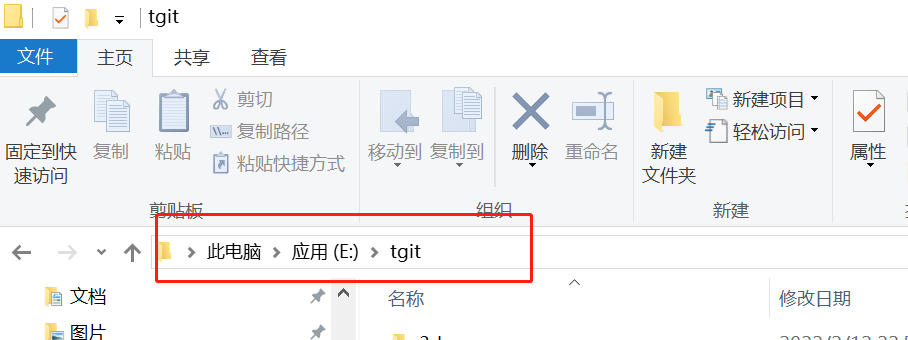 tgit
文件 主页 共享 查看
固定到快速访问
复制
粘贴
剪切
复制路径
粘贴快捷方式
剪贴板
移动到
复制到
删除
重命名
组织
新建
文件夹
新建项目
轻松访问
新建
属性
此电脑 应用 (E:) tgit
文档
图片
名称
修改日期